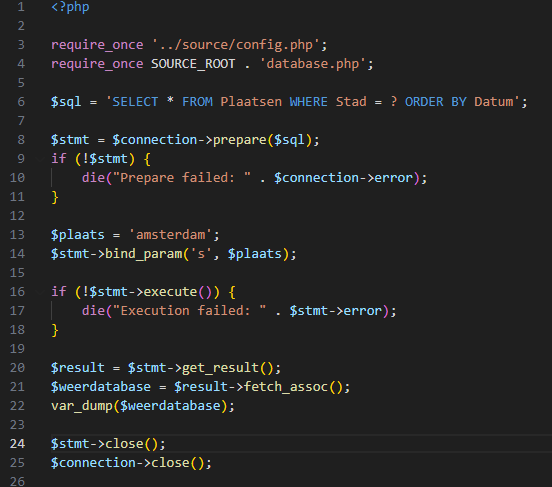 1 <?php
2
3 require_once '../source/config.php';
4 require_once SOURCE_ROOT . 'database.php';
5
6 $sql = 'SELECT * FROM Plaatsen WHERE Stad = ? ORDER BY Datum';
7
8 $stmt = $connection->prepare($sql);
9 if (!$stmt) {
10     die("Prepare failed: " . $connection->error);
11 }
12
13 $plaats = 'amsterdam';
14 $stmt->bind_param('s', $plaats);
15
16 if (!$stmt->execute()) {
17     die("Execution failed: " . $stmt->error);
18 }
19
20 $result = $stmt->get_result();
21 $weerdatabase = $result->fetch_assoc();
22 var_dump($weerdatabase);
23
24 $stmt->close();
25 $connection->close();
26